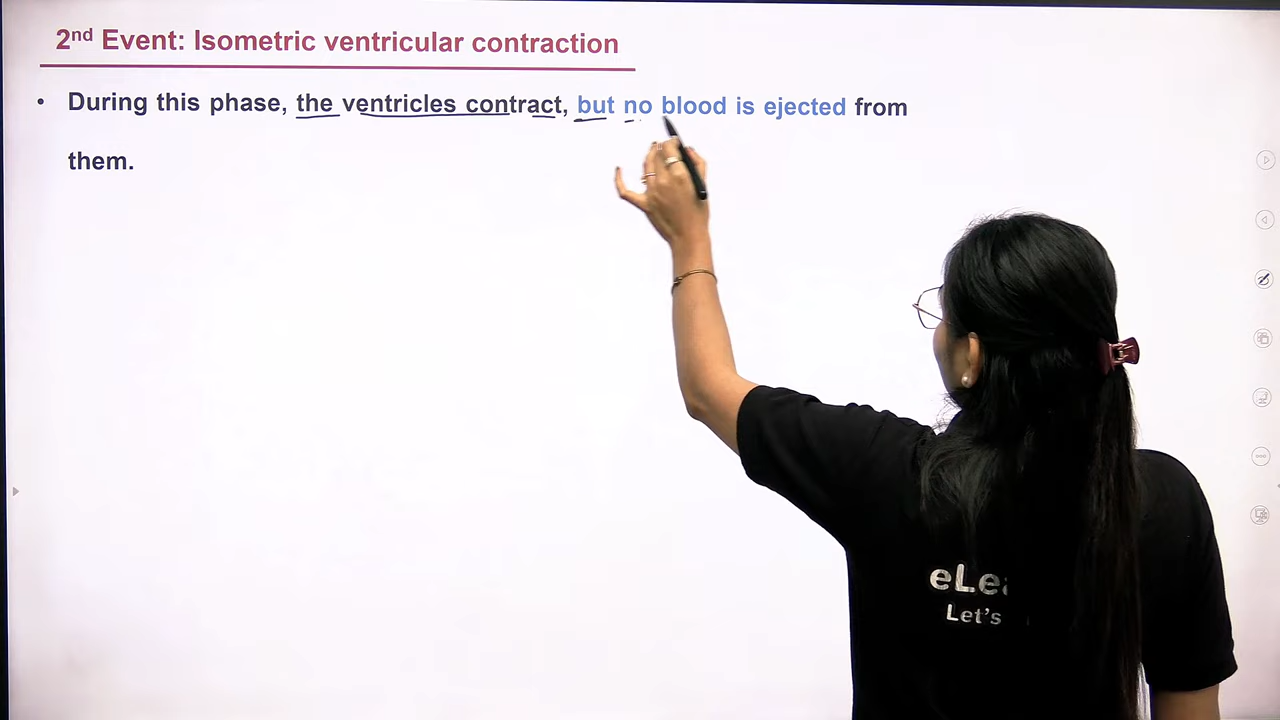 2nd Event: Isometric ventricular contraction
• During this phase, the ventricles contract, but no blood is ejected from
them.
Let's